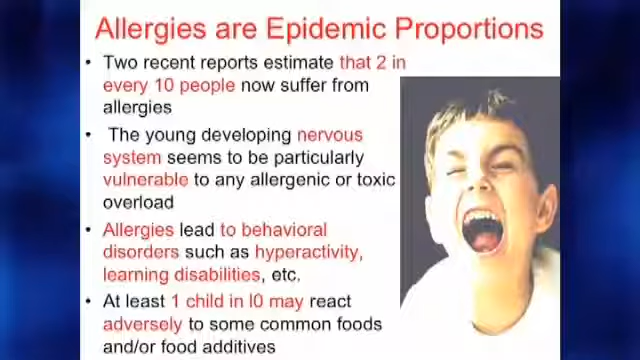 Allergies are Epidemic Proportions
• Two recent reports estimate that 2 in
every 10 people now suffer from
allergies
• The young developing nervous
system seems to be particularly
vulnerable to any allergenic or toxic
overload
• Allergies lead to behavioral
disorders such as hyperactivity,
learning disabilities, etc.
• At least 1 child in l0 may react
adversely to some common foods
and/or food additives